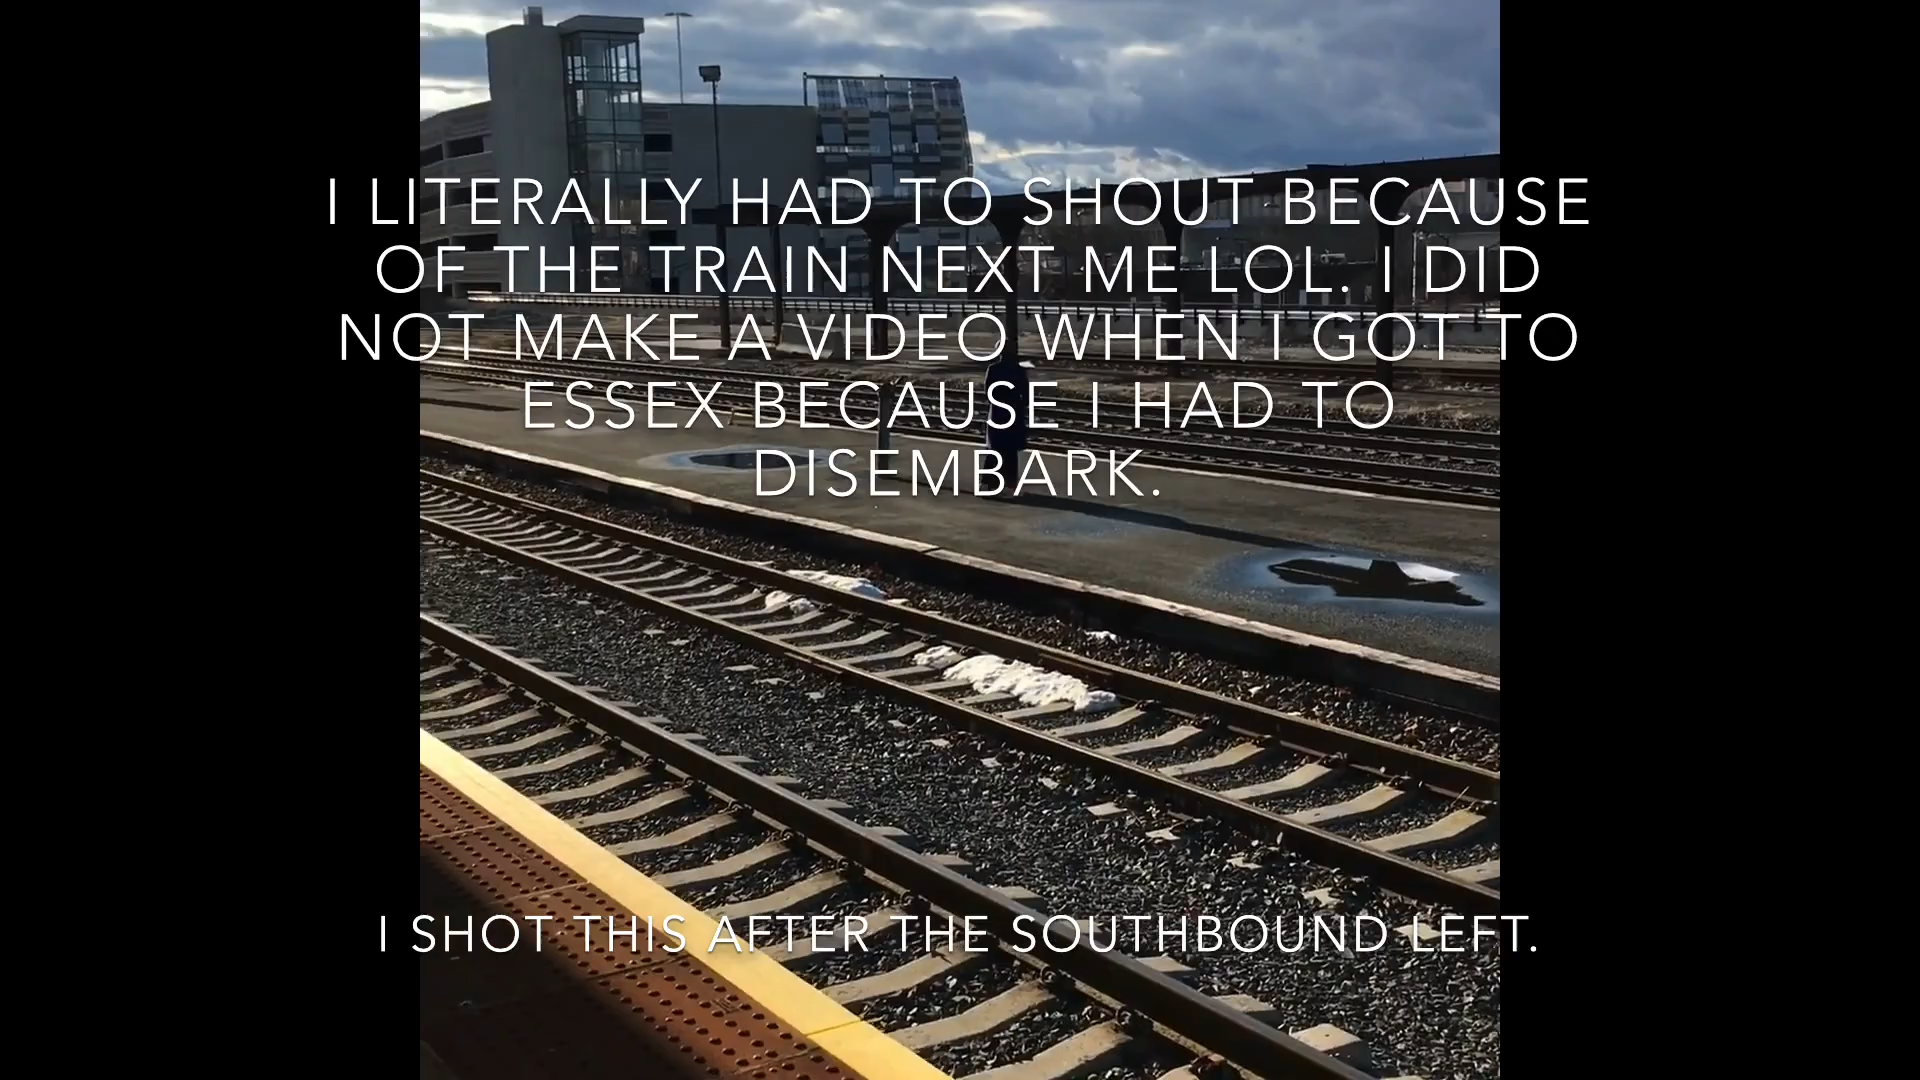 I LITERALLY HAD TO SHOUT BECAUSE
OF THE TRAIN NEXT ME LOL. I DID
NOT MAKE A VIDEO WHEN I GOT TO
ESSEX BECAUSE I HAD TO
DISEMBARK.
I SHOT THIS AFTER THE SOUTHBOUND LEFT.